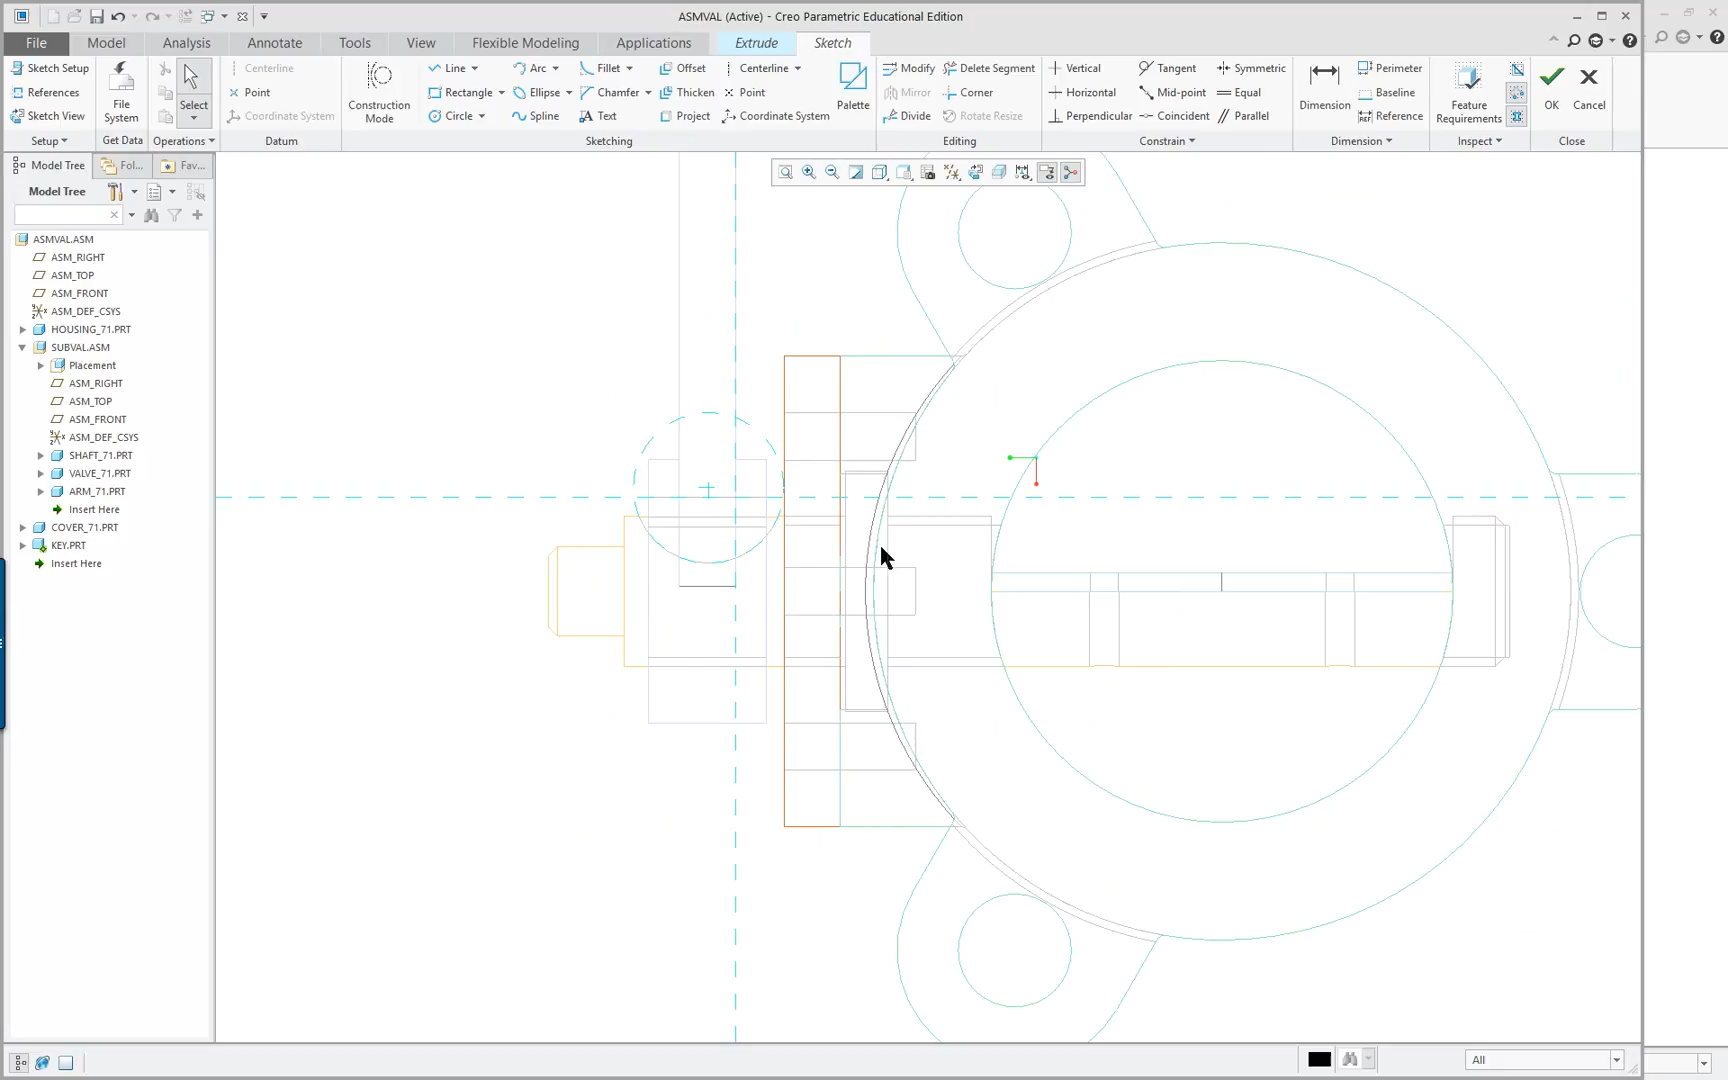 ASMVAL (Active) - Creo Parametric Educational Edition
File Model Analysis Annotate Tools View Flexible Modeling Applications Extrude Sketch
Sketch Setup
References
Sketch View
Setup
File System
Get Data
Select
Operations
Centerline
Point
Coordinate System
Datum
Construction Mode
Line Arc Fillet Offset Centerline
Rectangle Ellipse Chamfer Thicken Point
Circle Spline Text Project Coordinate System
Palette
Sketching
Modify Delete Segment
Mirror Corner
Divide Rotate Resize
Editing
Vertical Tangent Symmetric
Horizontal Mid-point Equal
Perpendicular Coincident Parallel
Constrain
Dimension
Perimeter
Baseline
Reference
Dimension
Feature Requirements
Inspect
OK Cancel
Close
Model Tree Fol... Fav...
Model Tree
ASMVAL.ASM
ASM_RIGHT
ASM_TOP
ASM_FRONT
ASM_DEF_CSYS
HOUSING_71.PRT
SUBVAL.ASM
Placement
ASM_RIGHT
ASM_TOP
ASM_FRONT
ASM_DEF_CSYS
SHAFT_71.PRT
VALVE_71.PRT
ARM_71.PRT
Insert Here
COVER_71.PRT
KEY.PRT
Insert Here
All